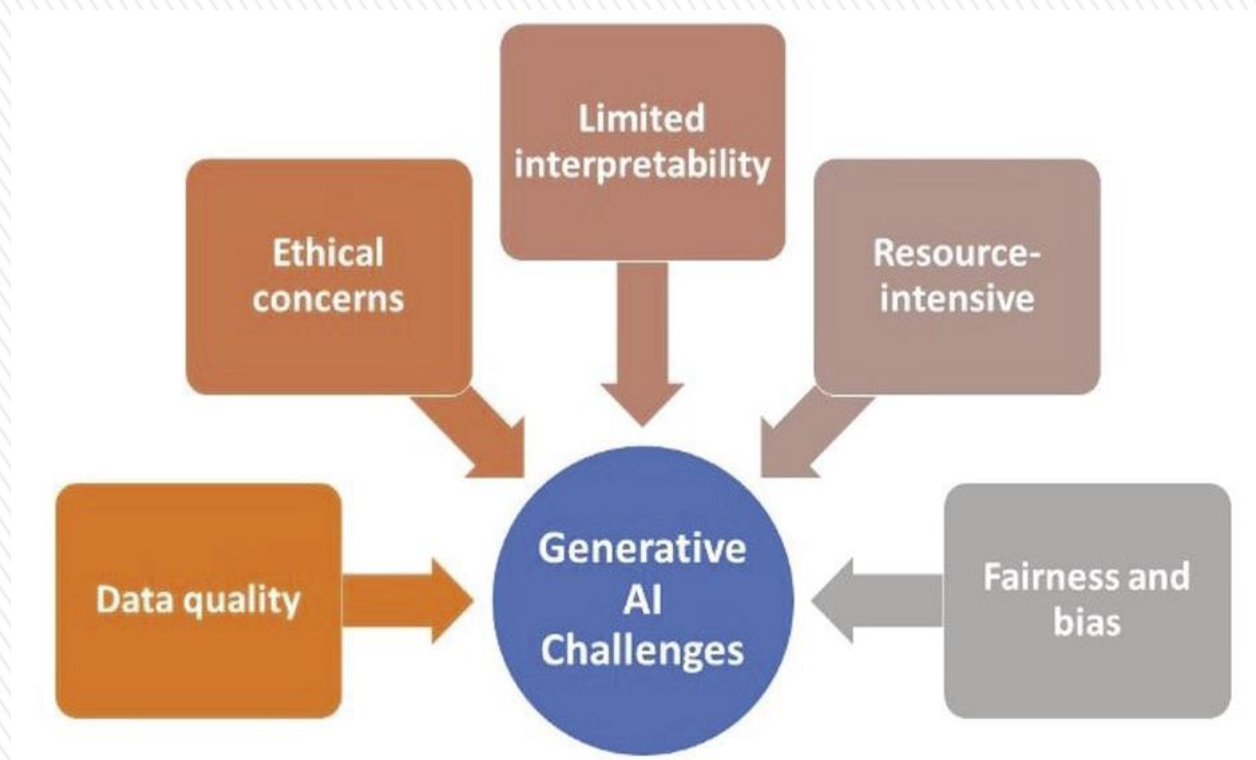 Limited
interpretability
Ethical
concerns
Resource-
intensive
Data quality
Generative
AI
Challenges
Fairness and
bias